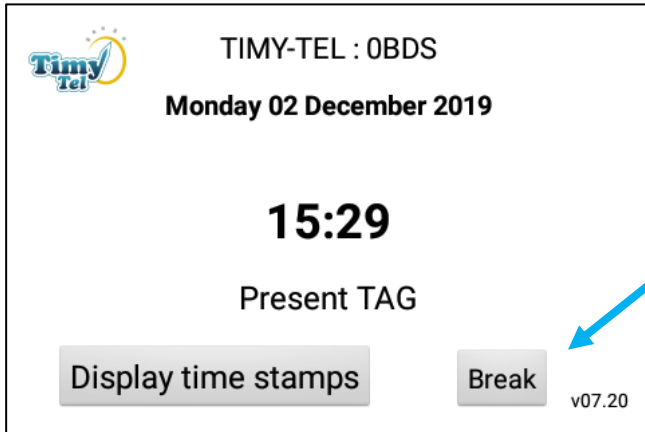 Timy
Tel
TIMY-TEL : 0BDS
Monday 02 December 2019
15:29
Present TAG
Display time stamps
Break
v07.20